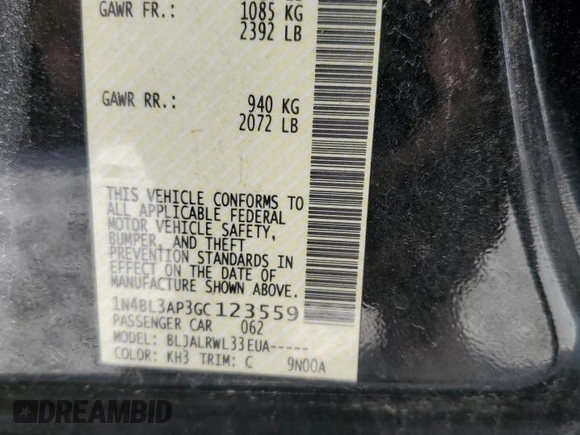 GAWR FR.: 1085 KG
2392 LB
GAWR RR.: 940 KG
2072 LB
THIS VEHICLE CONFORMS TO
ALL APPLICABLE FEDERAL
MOTOR VEHICLE SAFETY,
BUMPER, AND THEFT
PREVENTION STANDARDS IN
EFFECT ON THE DATE OF
MANUFACTURE SHOWN ABOVE.
1N4BL3AP3GC123559
PASSENGER CAR 062
MODEL: BLJALRWL33EUA-----
COLOR: KH3 TRIM: C 9N00A
DREAMBID